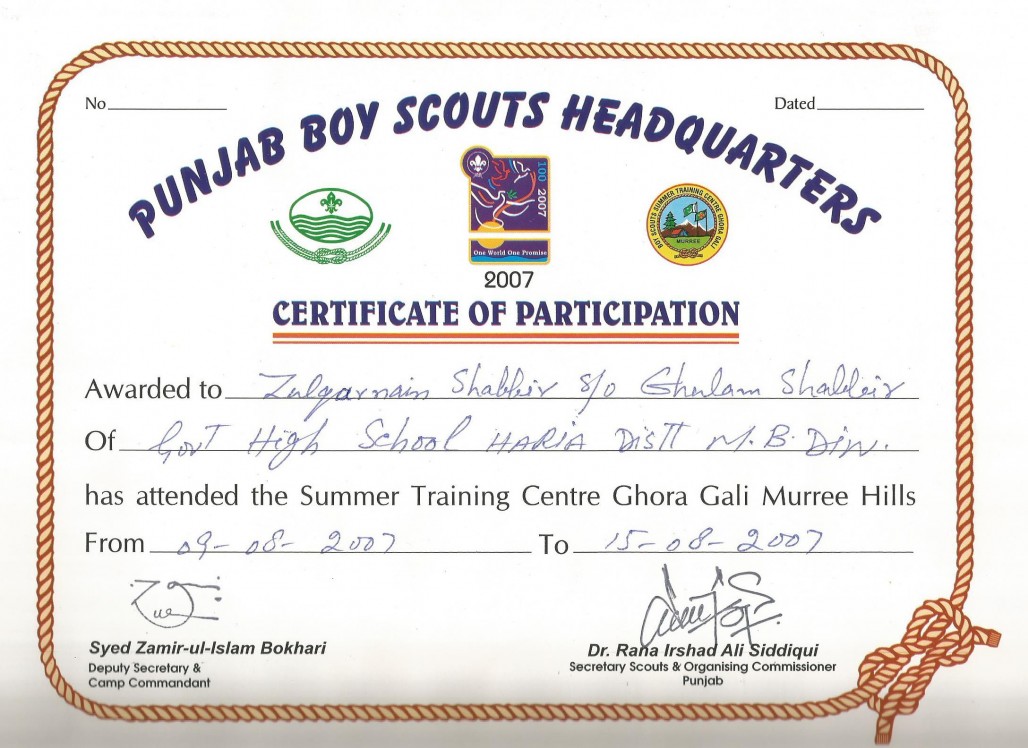 No
Dated
PUNJAB BOY SCOUTS HEADQUARTERS
100 2007
One World One Promise
BOY SCOUTS SUMMER TRAINING CENTRE GHORA GALI
MURREE
2007
CERTIFICATE OF PARTICIPATION
Awarded to Zulqarnain Shabbir S/o Ghulam Shabbir
Of Govt High School HARIA DISTT M.B.Din.
has attended the Summer Training Centre Ghora Gali Murree Hills
From 09-08-2007 To 15-08-2007
Syed Zamir-ul-Islam Bokhari
Deputy Secretary &
Camp Commandant
Dr. Rana Irshad Ali Siddiqui
Secretary Scouts & Organising Commissioner
Punjab